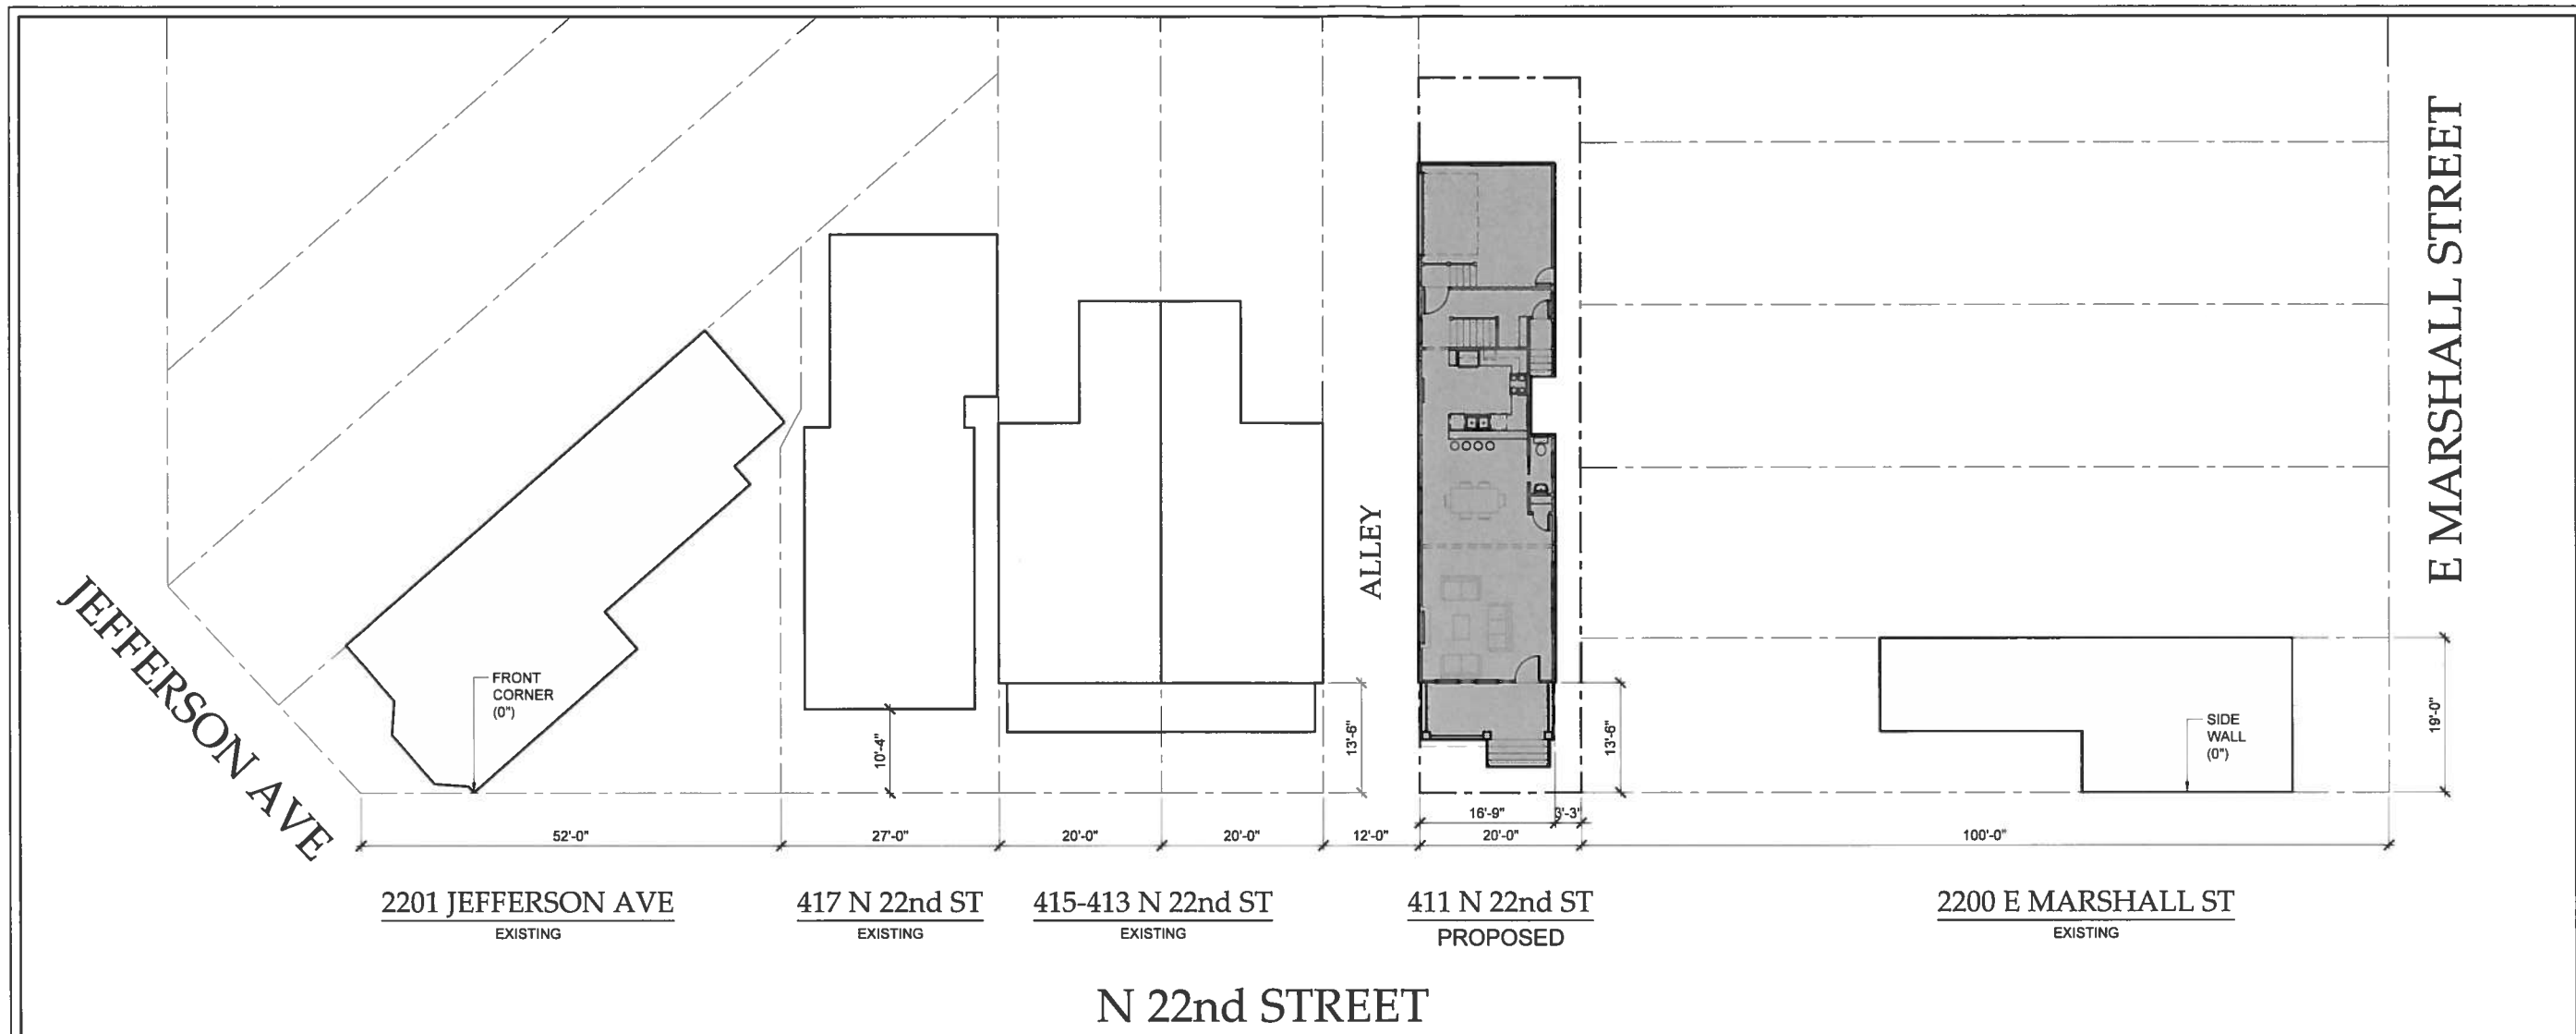 E MARSHALL STREET
ALLEY
JEFFERSON AVE
FRONT
CORNER
(0")
SIDE
WALL
(0")
10'-4"
13'-6"
13'-6"
19'-0"
16'-9"
3'-3"
52'-0"
27'-0"
20'-0"
20'-0"
12'-0"
20'-0"
100'-0"
2201 JEFFERSON AVE
EXISTING
417 N 22nd ST
EXISTING
415-413 N 22nd ST
EXISTING
411 N 22nd ST
PROPOSED
2200 E MARSHALL ST
EXISTING
N 22nd STREET